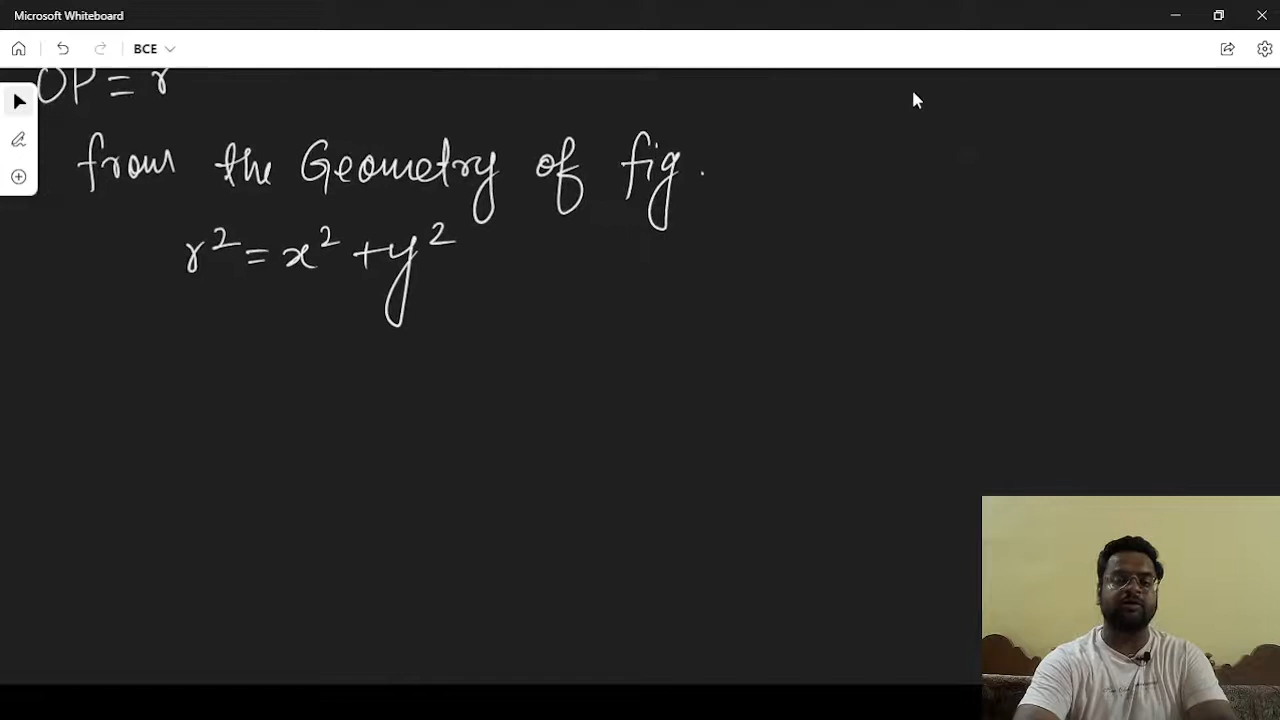 Microsoft Whiteboard
BCE
OP = r
from the Geometry of fig.
r² = x² + y²